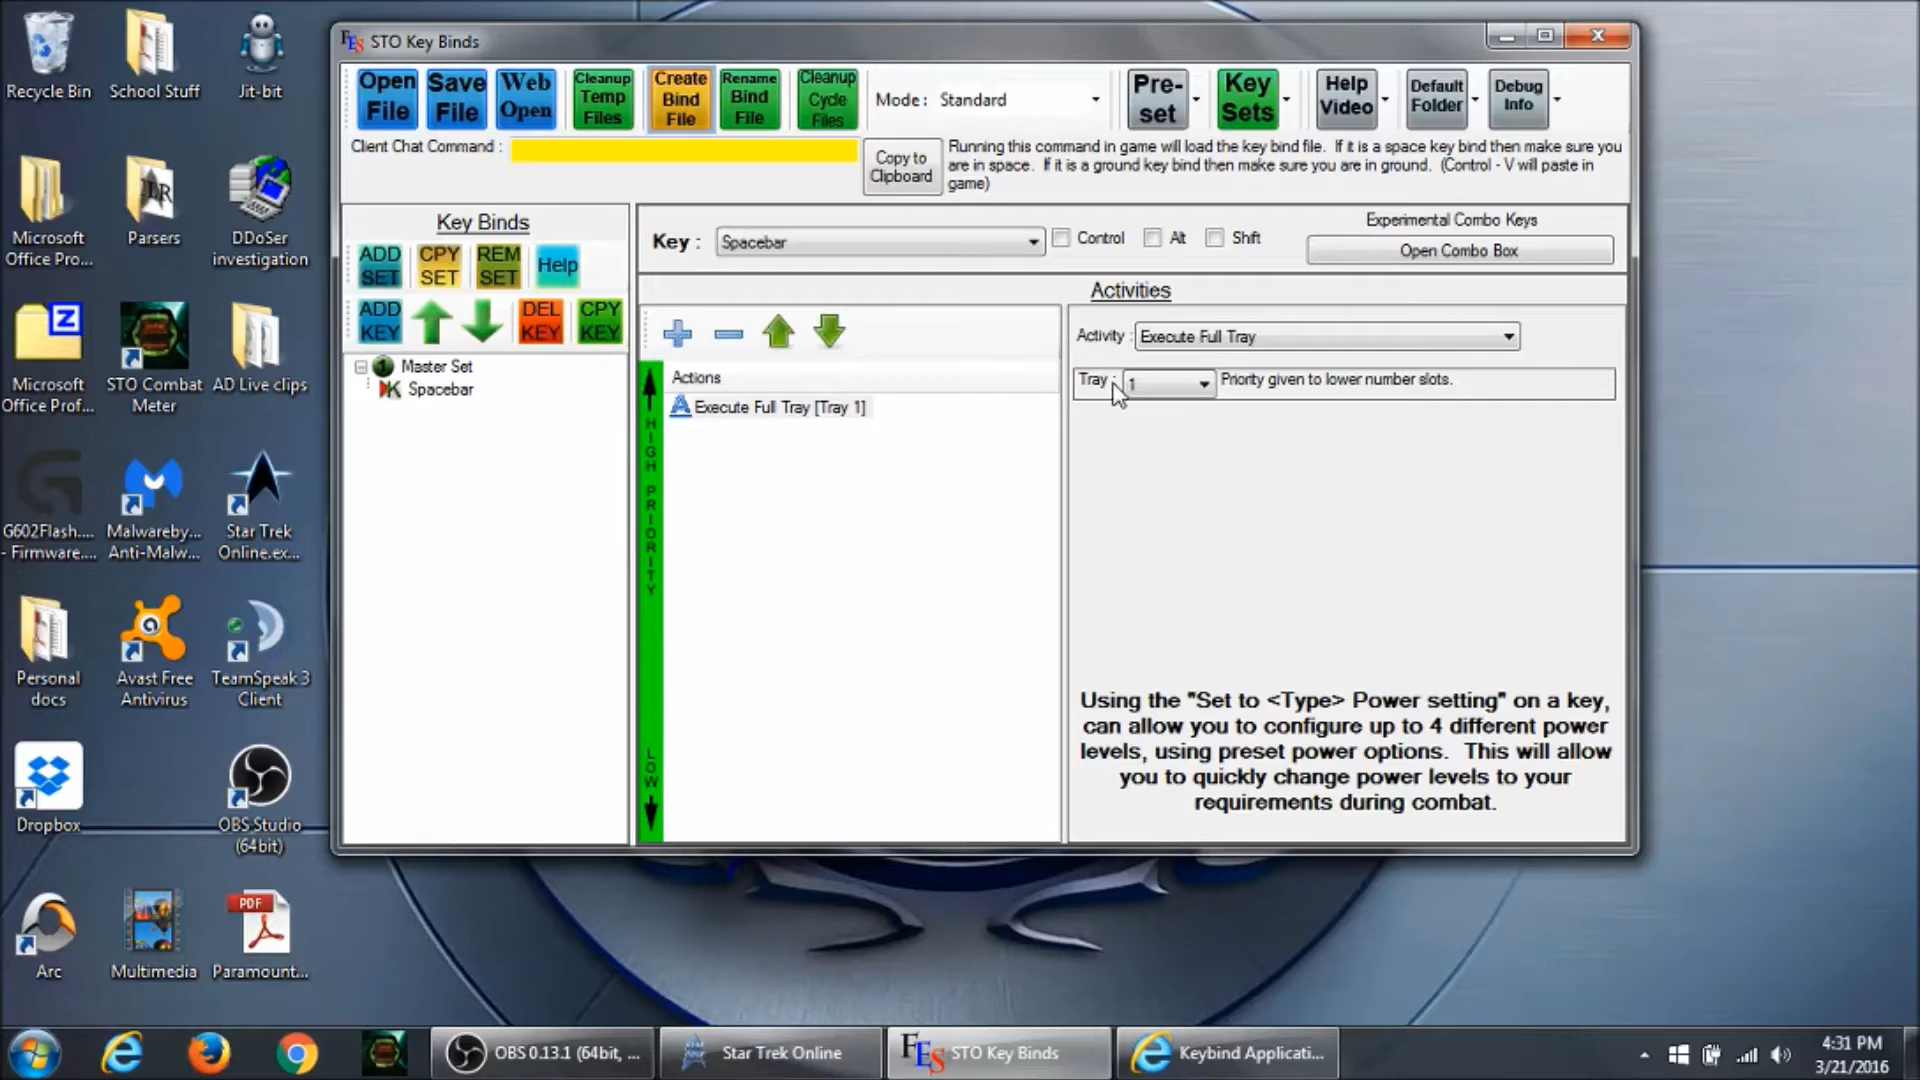 Recycle Bin
School Stuff
Jit-bit
Microsoft
Office Pro...
Parsers
DDoSer
investigation
Microsoft
Office Prof...
STO Combat
Meter
AD Live clips
G602Flash....
- Firmware....
Malwareby...
Anti-Malw...
Star Trek
Online.ex...
Personal
docs
Avast Free
Antivirus
TeamSpeak 3
Client
Dropbox
OBS Studio
(64bit)
Arc
Multimedia
PDF
Paramount...
FES STO Key Binds
Open
File
Save
File
Web
Open
Cleanup
Temp
Files
Create
Bind
File
Rename
Bind
File
Cleanup
Cycle
Files
Mode: Standard
Pre-
set
Key
Sets
Help
Video
Default
Folder
Debug
Info
Client Chat Command :
Copy to
Clipboard
Running this command in game will load the key bind file. If it is a space key bind then make sure you
are in space. If it is a ground key bind then make sure you are in ground. (Control - V will paste in
game)
Key Binds
ADD
SET
CPY
SET
REM
SET
Help
ADD
KEY
DEL
KEY
CPY
KEY
1 Master Set
K Spacebar
Key : Spacebar
Control
Alt
Shift
Experimental Combo Keys
Open Combo Box
Activities
Actions
Execute Full Tray [Tray 1]
HIGH PRIORITY
LOW
Activity : Execute Full Tray
Tray : 1 Priority given to lower number slots.
Using the "Set to <Type> Power setting" on a key,
can allow you to configure up to 4 different power
levels, using preset power options. This will allow
you to quickly change power levels to your
requirements during combat.
OBS 0.13.1 (64bit, ...
Star Trek Online
FES STO Key Binds
Keybind Applicati...
4:31 PM
3/21/2016